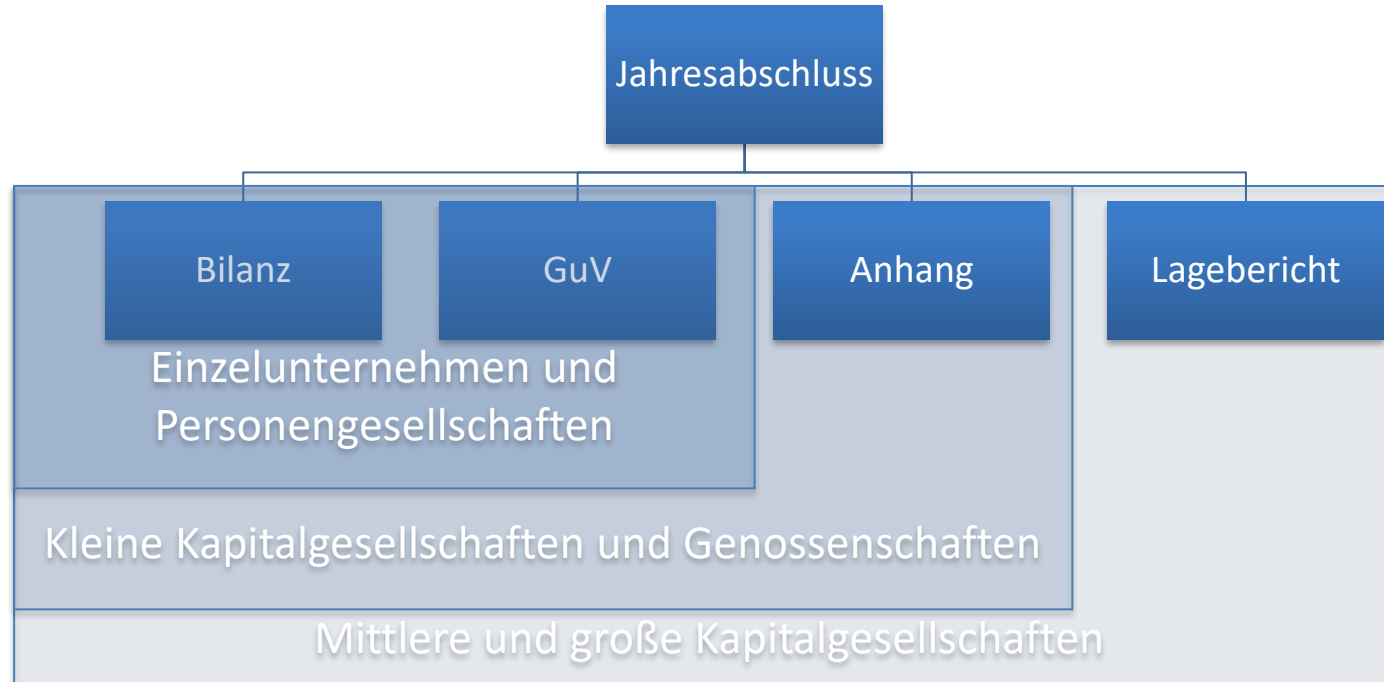 Jahresabschluss
Bilanz
GuV
Anhang
Lagebericht
Einzelunternehmen und
Personengesellschaften
Kleine Kapitalgesellschaften und Genossenschaften
Mittlere und große Kapitalgesellschaften